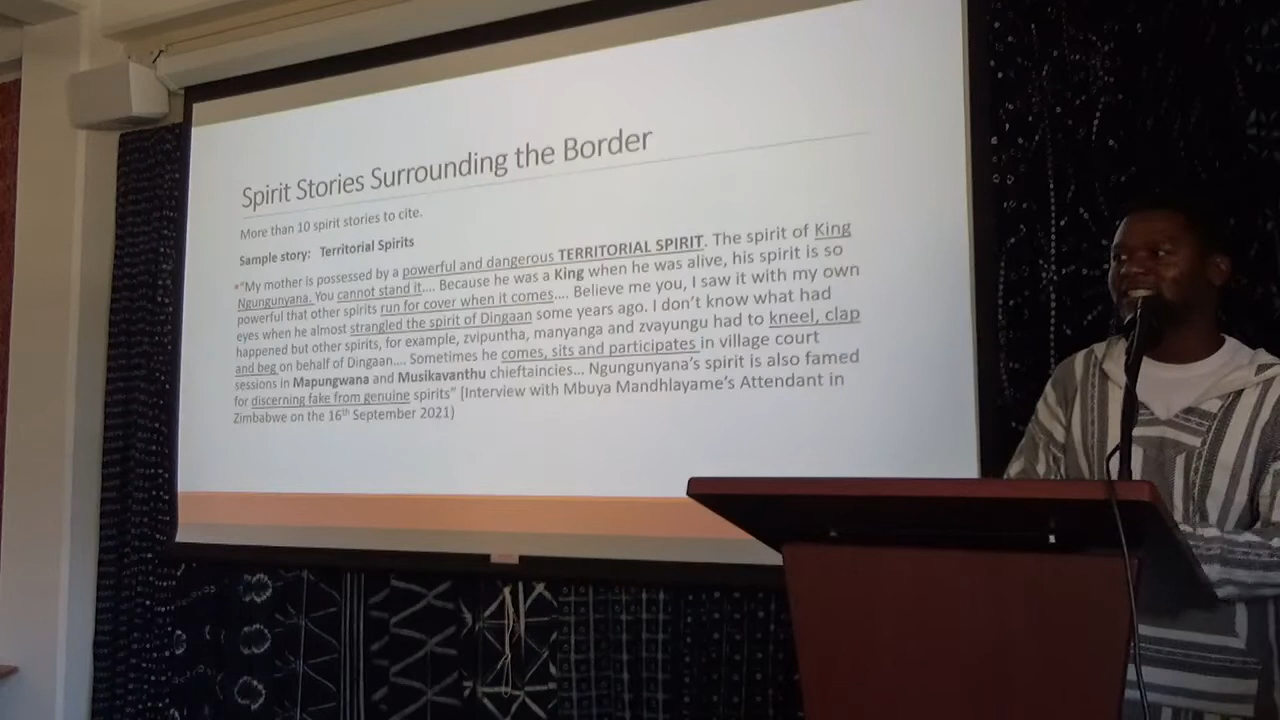 Spirit Stories Surrounding the Border
More than 10 spirit stories to cite.
Sample story: Territorial Spirits
"My mother is possessed by a powerful and dangerous TERRITORIAL SPIRIT. The spirit of King
Ngungunyana. You cannot stand it.... Because he was a King when he was alive, his spirit is so
powerful that other spirits run for cover when it comes.... Believe me you, I saw it with my own
eyes when he almost strangled the spirit of Dingaan some years ago. I don't know what had
happened but other spirits, for example, zvipuntha, manyanga and zvayungu had to kneel, clap
and beg on behalf of Dingaan.... Sometimes he comes, sits and participates in village court
sessions in Mapungwana and Musikavanthu chieftaincies... Ngungunyana's spirit is also famed
for discerning fake from genuine spirits" [Interview with Mbuya Mandhlayame's Attendant in
Zimbabwe on the 16th September 2021)